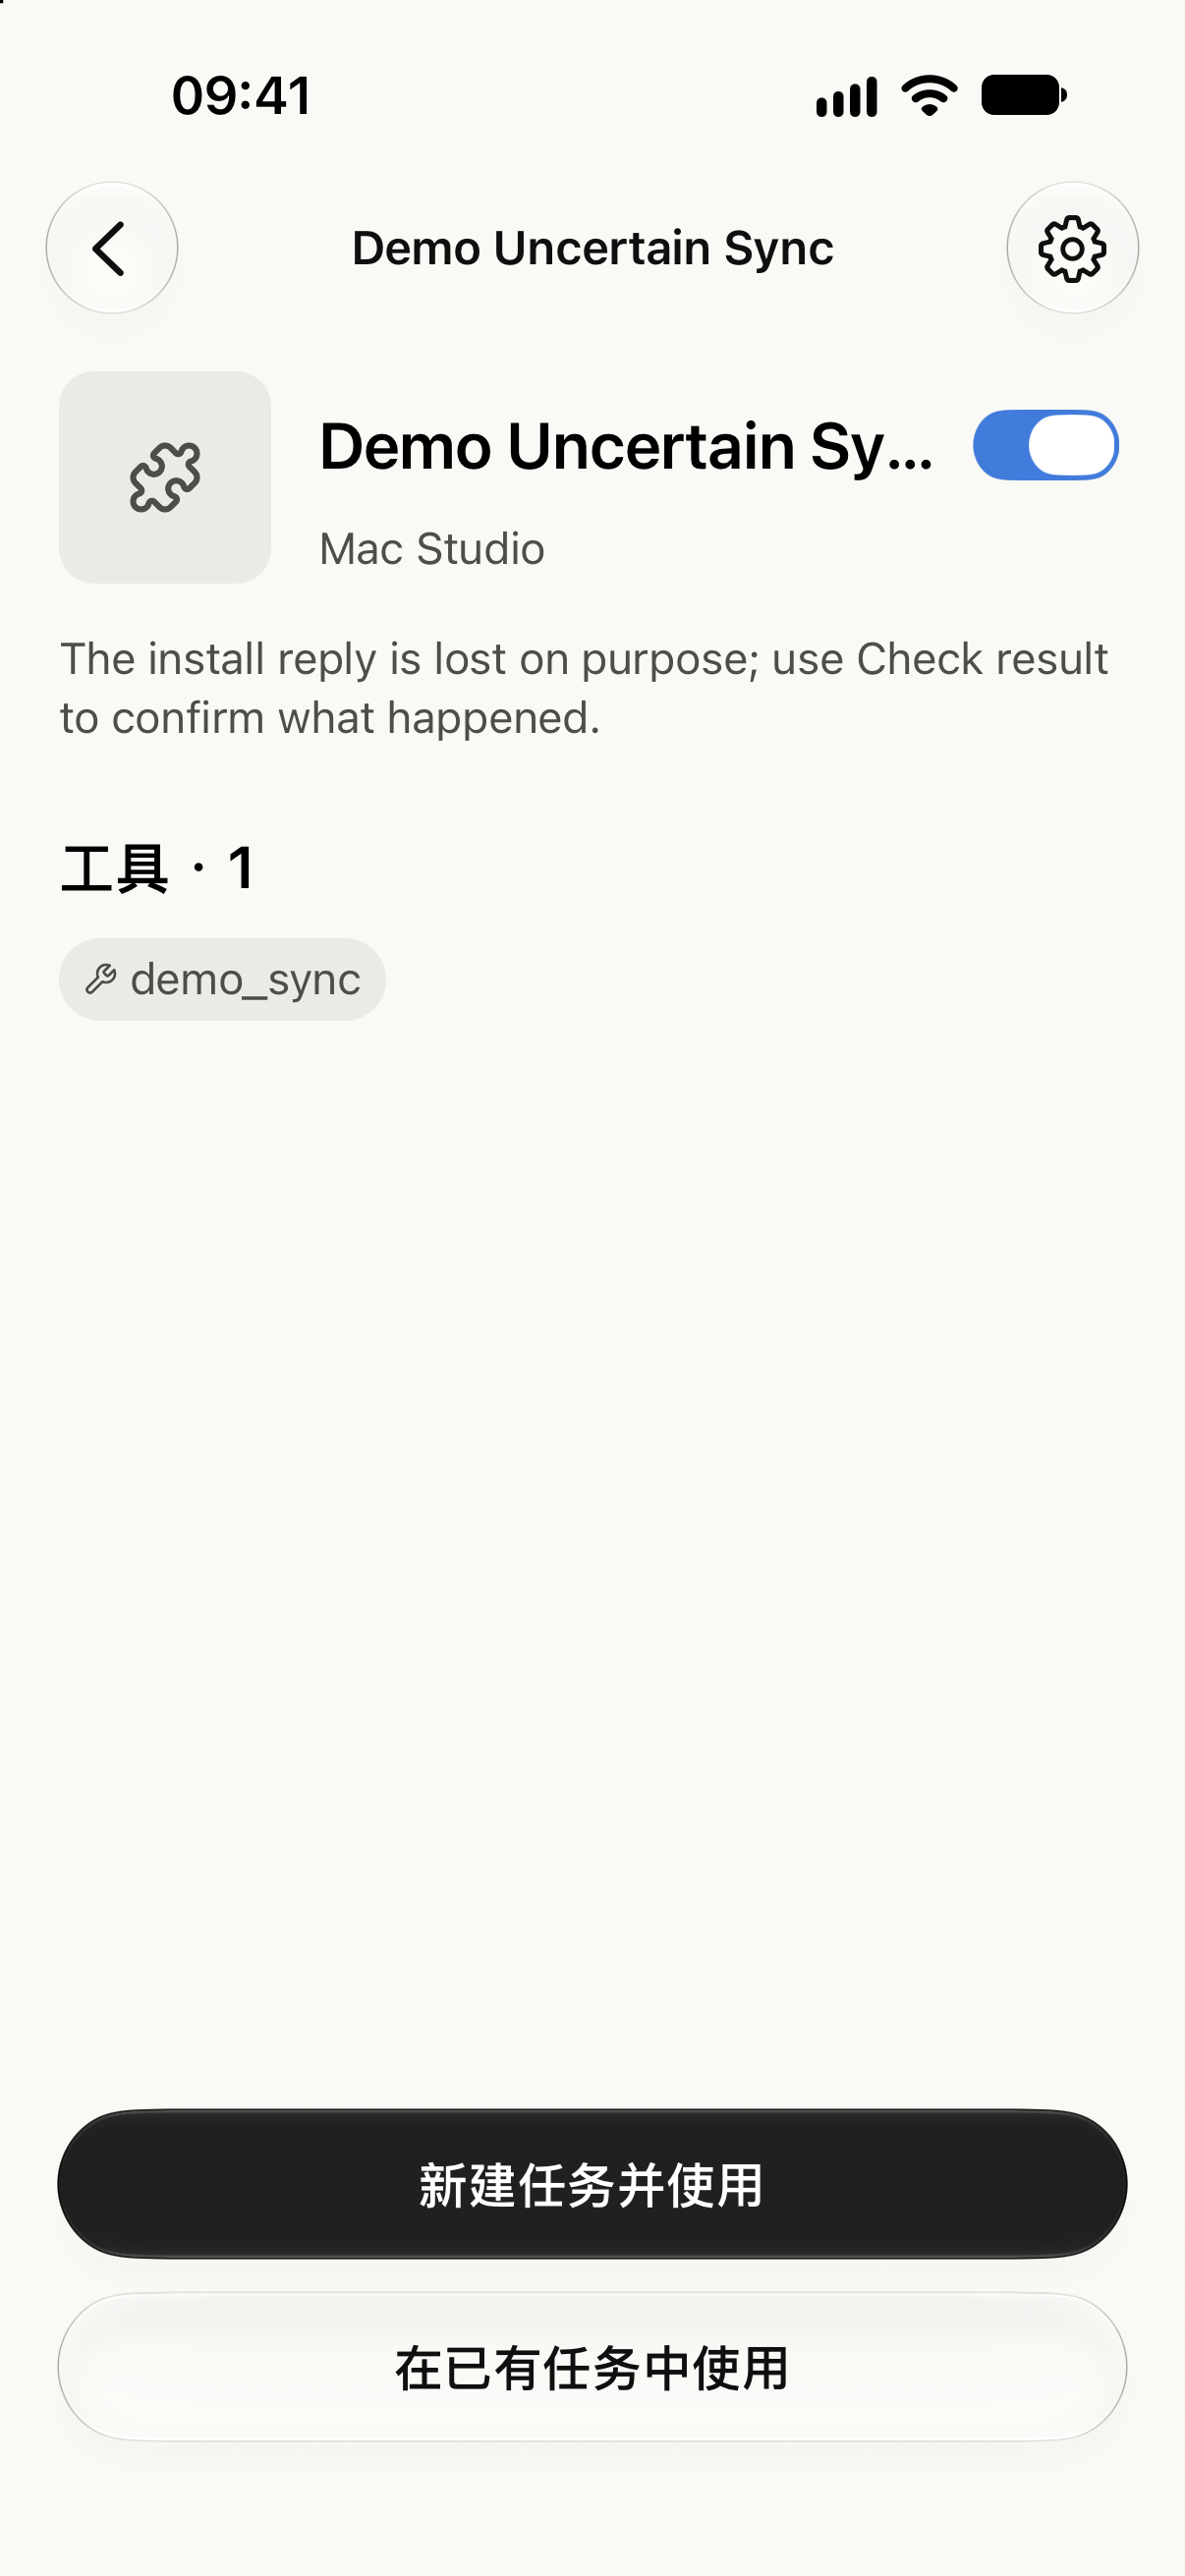 09:41
Demo Uncertain Sync
Demo Uncertain Sy...
Mac Studio
The install reply is lost on purpose; use Check result
to confirm what happened.
工具 · 1
demo_sync
新建任务并使用
在已有任务中使用